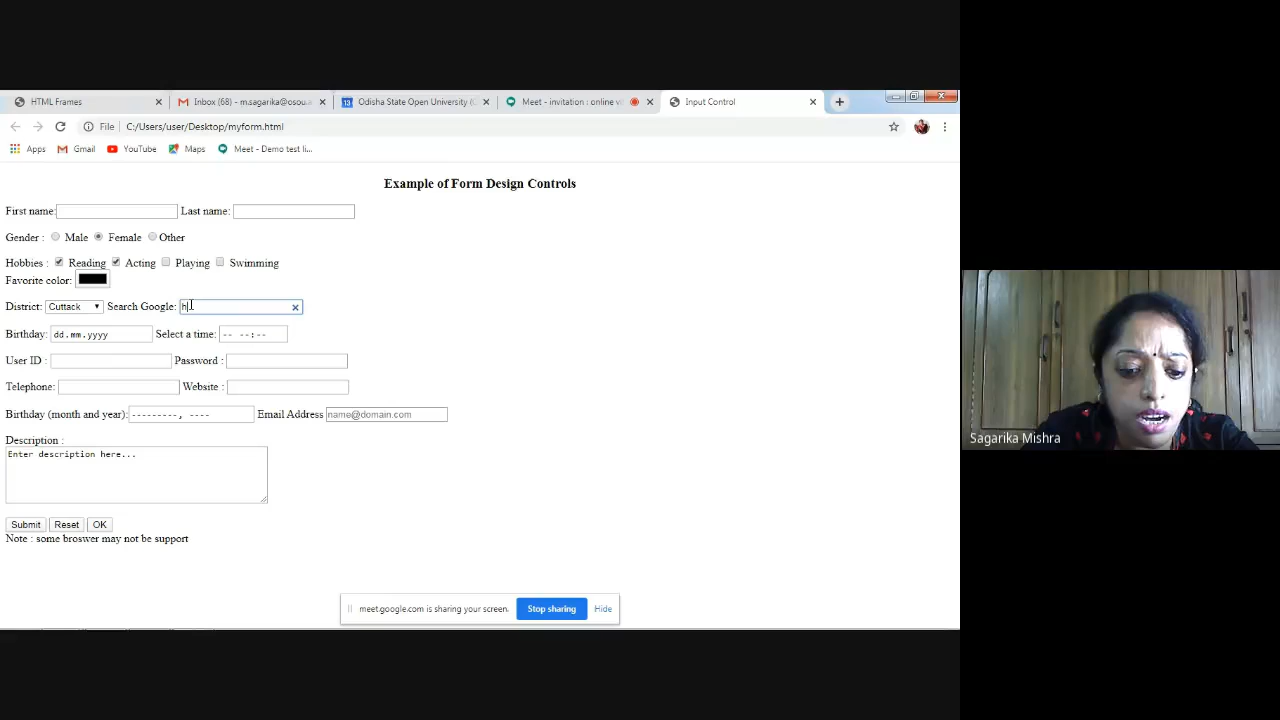 HTML Frames
Inbox (68) - m.sagarika@osou.a
13 Odisha State Open University (C
Meet - invitation : online v
Input Control
File C:/Users/user/Desktop/myform.html
Apps Gmail YouTube Maps Meet - Demo test li...
Example of Form Design Controls
First name: Last name:
Gender : Male Female Other
Hobbies : Reading Acting Playing Swimming
Favorite color:
District: Cuttack Search Google: h
Birthday: dd.mm.yyyy Select a time: -- --:--
User ID : Password :
Telephone: Website :
Birthday (month and year): ---------, ---- Email Address name@domain.com
Description :
Enter description here...
Submit Reset OK
Note : some broswer may not be support
meet.google.com is sharing your screen. Stop sharing Hide
Sagarika Mishra